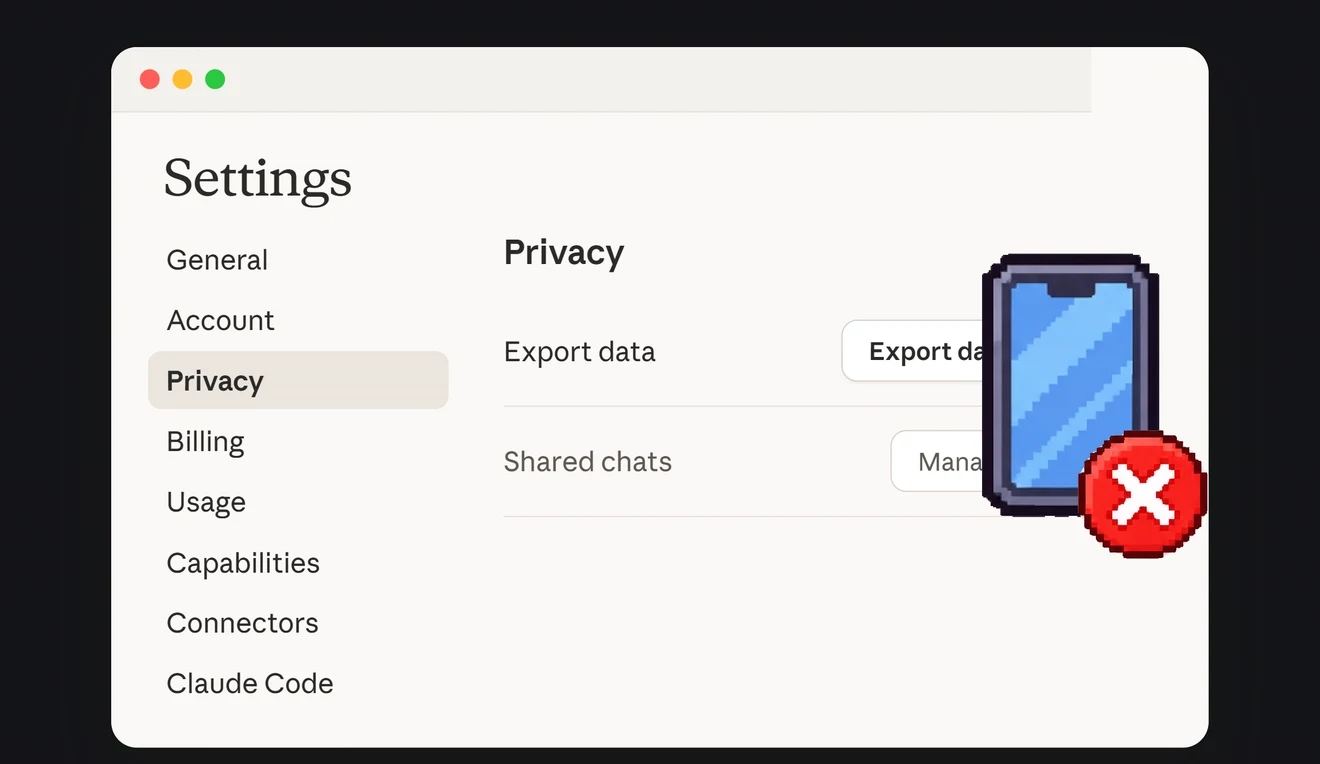 Settings
General
Account
Privacy
Billing
Usage
Capabilities
Connectors
Claude Code
Privacy
Export data
Export da
Shared chats
Mana